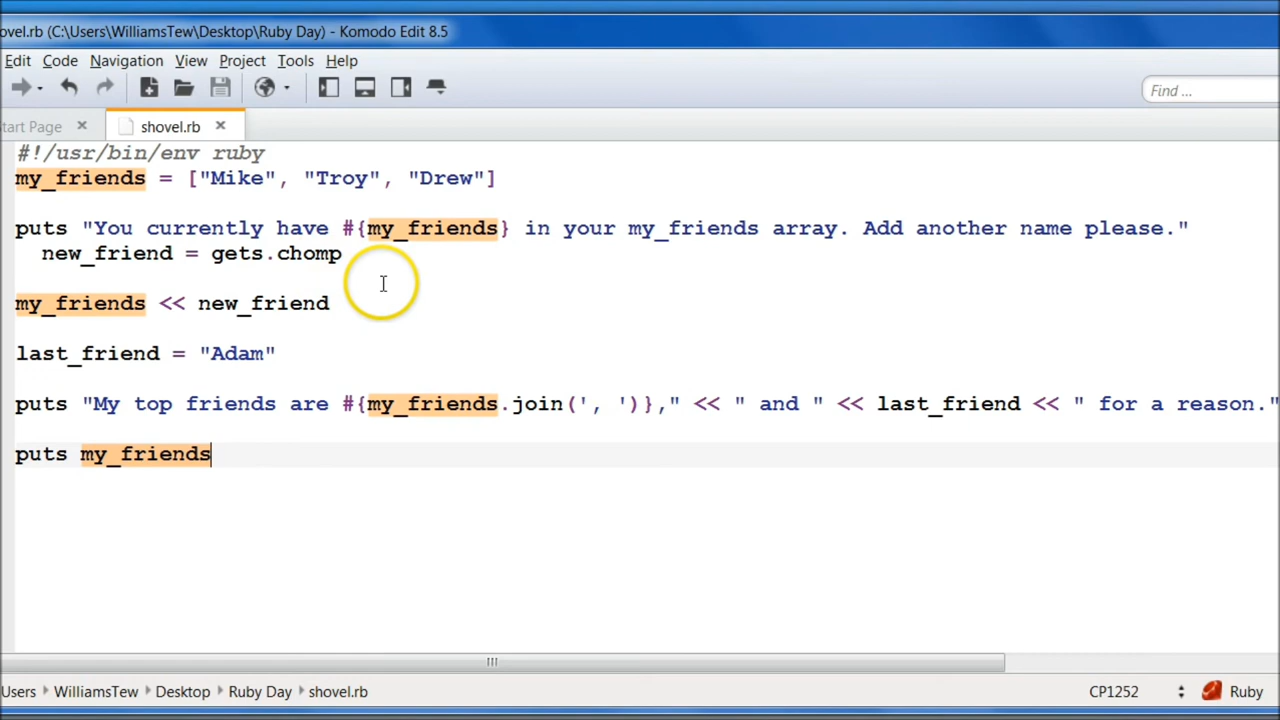 ovel.rb (C:\Users\WilliamsTew\Desktop\Ruby Day) - Komodo Edit 8.5
Edit Code Navigation View Project Tools Help
Find ...
tart Page shovel.rb
#!/usr/bin/env ruby
my_friends = ["Mike", "Troy", "Drew"]
puts "You currently have #{my_friends} in your my_friends array. Add another name please."
new_friend = gets.chomp
my_friends << new_friend
last_friend = "Adam"
puts "My top friends are #{my_friends.join(', ')}," << " and " << last_friend << " for a reason."
puts my_friends
Users WilliamsTew Desktop Ruby Day shovel.rb CP1252 Ruby